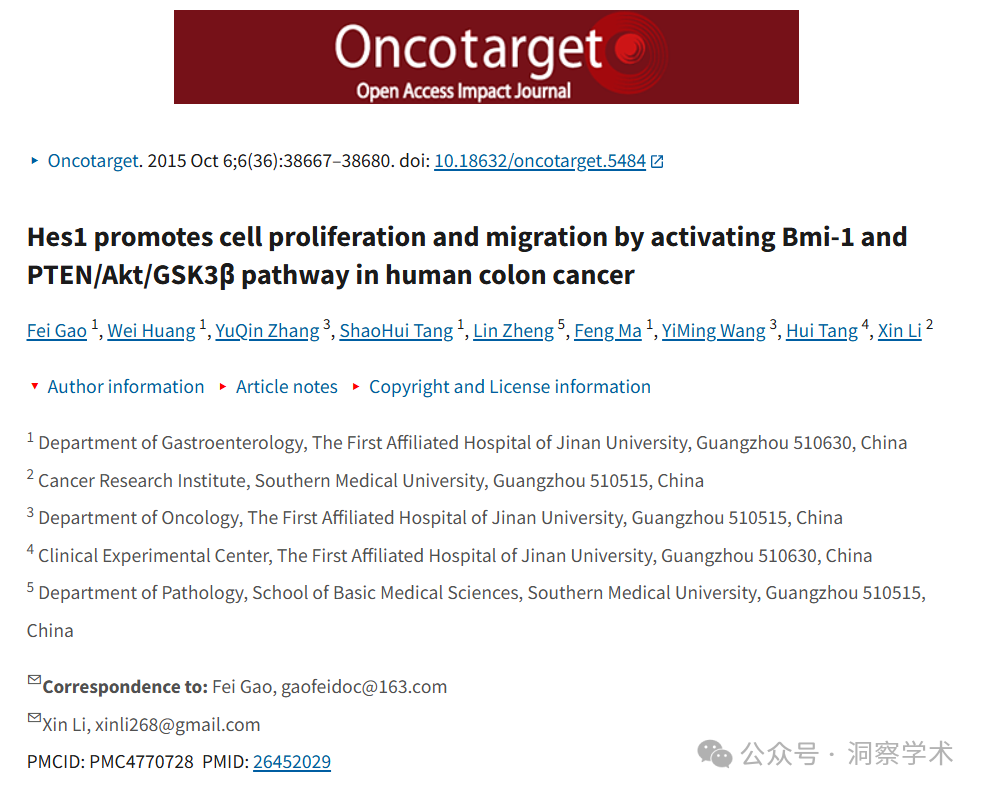 Oncotarget
Open Access Impact Journal
▸ Oncotarget. 2015 Oct 6;6(36):38667–38680. doi: 10.18632/oncotarget.5484
Hes1 promotes cell proliferation and migration by activating Bmi-1 and
PTEN/Akt/GSK3β pathway in human colon cancer
Fei Gao 1, Wei Huang 1, YuQin Zhang 3, ShaoHui Tang 1, Lin Zheng 5, Feng Ma 1, YiMing Wang 3, Hui Tang 4, Xin Li 2
▾ Author information ▸ Article notes ▸ Copyright and License information
1 Department of Gastroenterology, The First Affiliated Hospital of Jinan University, Guangzhou 510630, China
2 Cancer Research Institute, Southern Medical University, Guangzhou 510515, China
3 Department of Oncology, The First Affiliated Hospital of Jinan University, Guangzhou 510515, China
4 Clinical Experimental Center, The First Affiliated Hospital of Jinan University, Guangzhou 510630, China
5 Department of Pathology, School of Basic Medical Sciences, Southern Medical University, Guangzhou 510515,
China
✉Correspondence to: Fei Gao, gaofeidoc@163.com
✉Xin Li, xinli268@gmail.com
PMCID: PMC4770728 PMID: 26452029
公众号 · 洞察学术